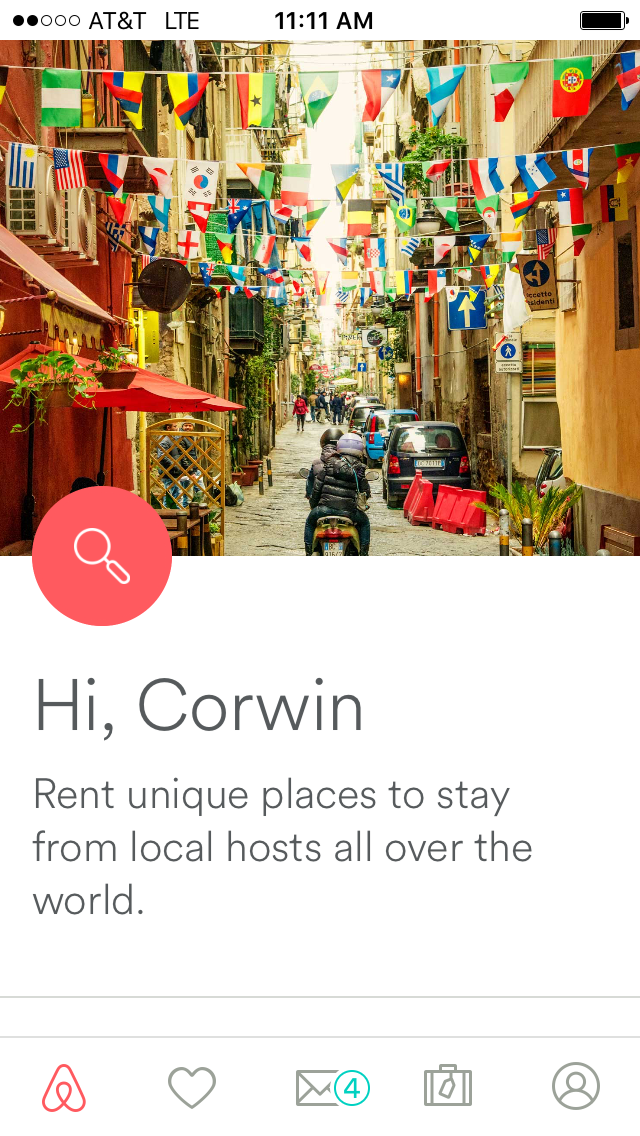 AT&T LTE 11:11 AM
Hi, Corwin
Rent unique places to stay
from local hosts all over the
world.
4